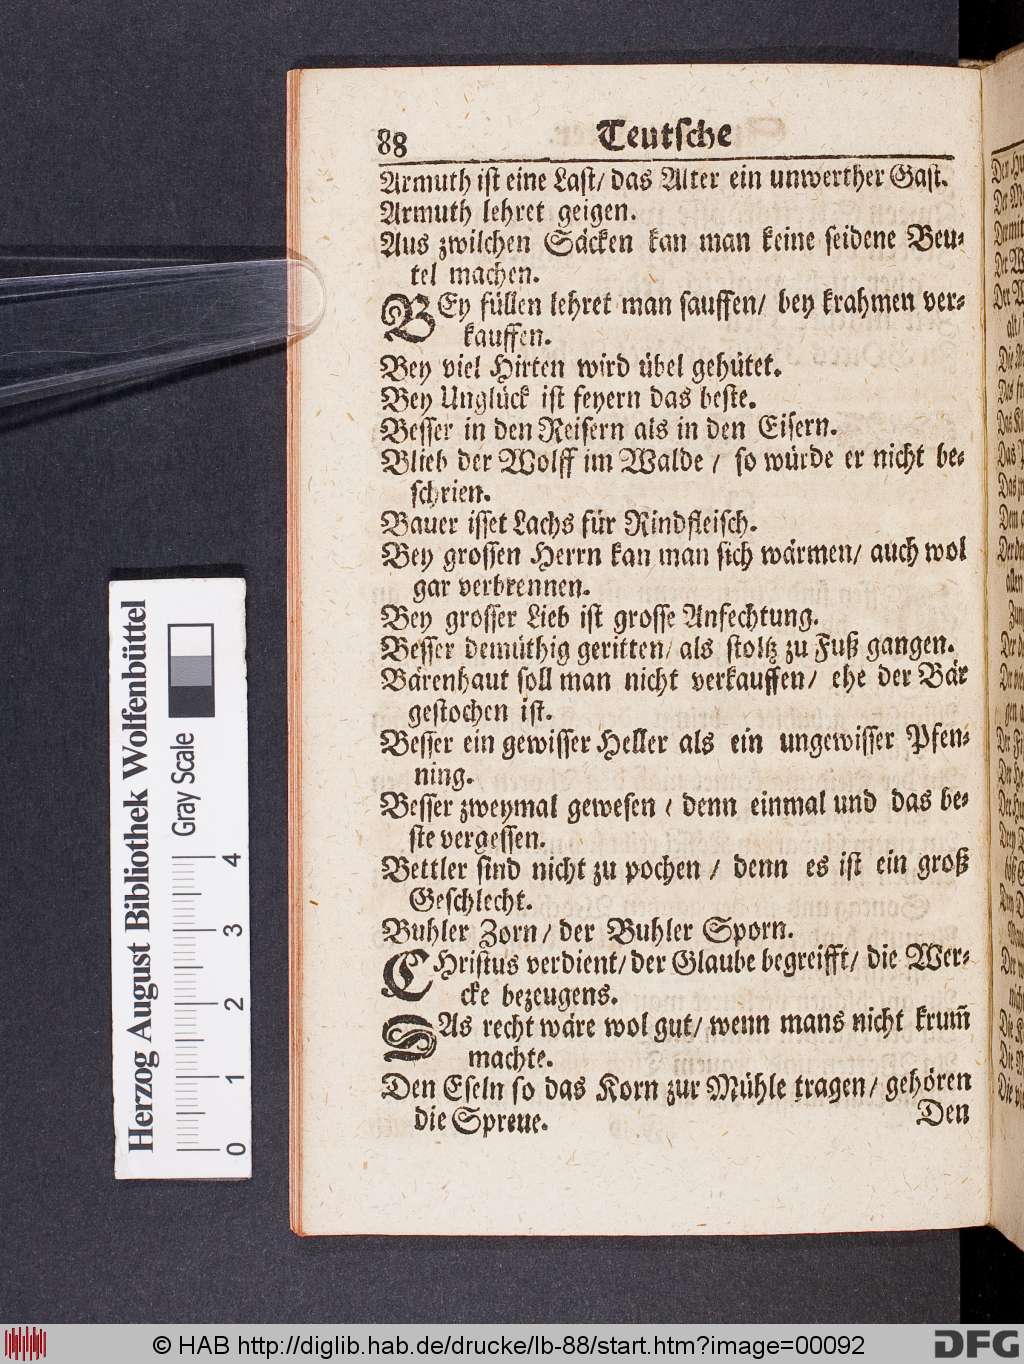 88 Teutsche
Armuth ist eine Last/ das Alter ein unwerther Gast.
Armuth lehret geigen.
Aus zwilchen Säcken kan man keine seidene Beu-
tel machen.
BEy füllen lehret man sauffen/ bey krahmen ver-
kauffen.
Bey viel Hirten wird übel gehütet.
Bey Unglück ist feyern das beste.
Besser in den Reisern als in den Eisern.
Blieb der Wolff im Walde / so würde er nicht be-
schrien.
Bauer isset Lachs für Rindfleisch.
Bey grossen Herrn kan man sich wärmen/ auch wol
gar verbrennen.
Bey grosser Lieb ist grosse Anfechtung.
Besser demüthig geritten/ als stoltz zu Fuß gangen.
Bärenhaut soll man nicht verkauffen/ ehe der Bär
gestochen ist.
Besser ein gewisser Heller als ein ungewisser Pfen-
ning.
Besser zweymal gewesen / denn einmal und das be-
ste vergessen.
Bettler sind nicht zu pochen / denn es ist ein groß
Geschlecht.
Buhler Zorn/ der Buhler Sporn.
CHristus verdient/ der Glaube begreifft/ die Wer-
cke bezeugens.
DAs recht wäre wol gut/ wenn mans nicht krum̃
machte.
Den Eseln so das Korn zur Mühle tragen/ gehören
die Spreue.
Den
Herzog August Bibliothek Wolfenbüttel
Gray Scale
0 1 2 3 4
© HAB http://diglib.hab.de/drucke/lb-88/start.htm?image=00092
DFG